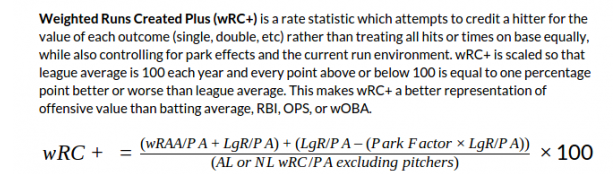 Weighted Runs Created Plus (wRC+) is a rate statistic which attempts to credit a hitter for the
value of each outcome (single, double, etc) rather than treating all hits or times on base equally,
while also controlling for park effects and the current run environment. wRC+ is scaled so that
league average is 100 each year and every point above or below 100 is equal to one percentage
point better or worse than league average. This makes wRC+ a better representation of
offensive value than batting average, RBI, OPS, or wOBA.
wRC + = (wRAA/PA + LgR/PA) + (LgR/PA − (Park Factor × LgR/PA)) × 100
(AL or NL wRC/PA excluding pitchers)